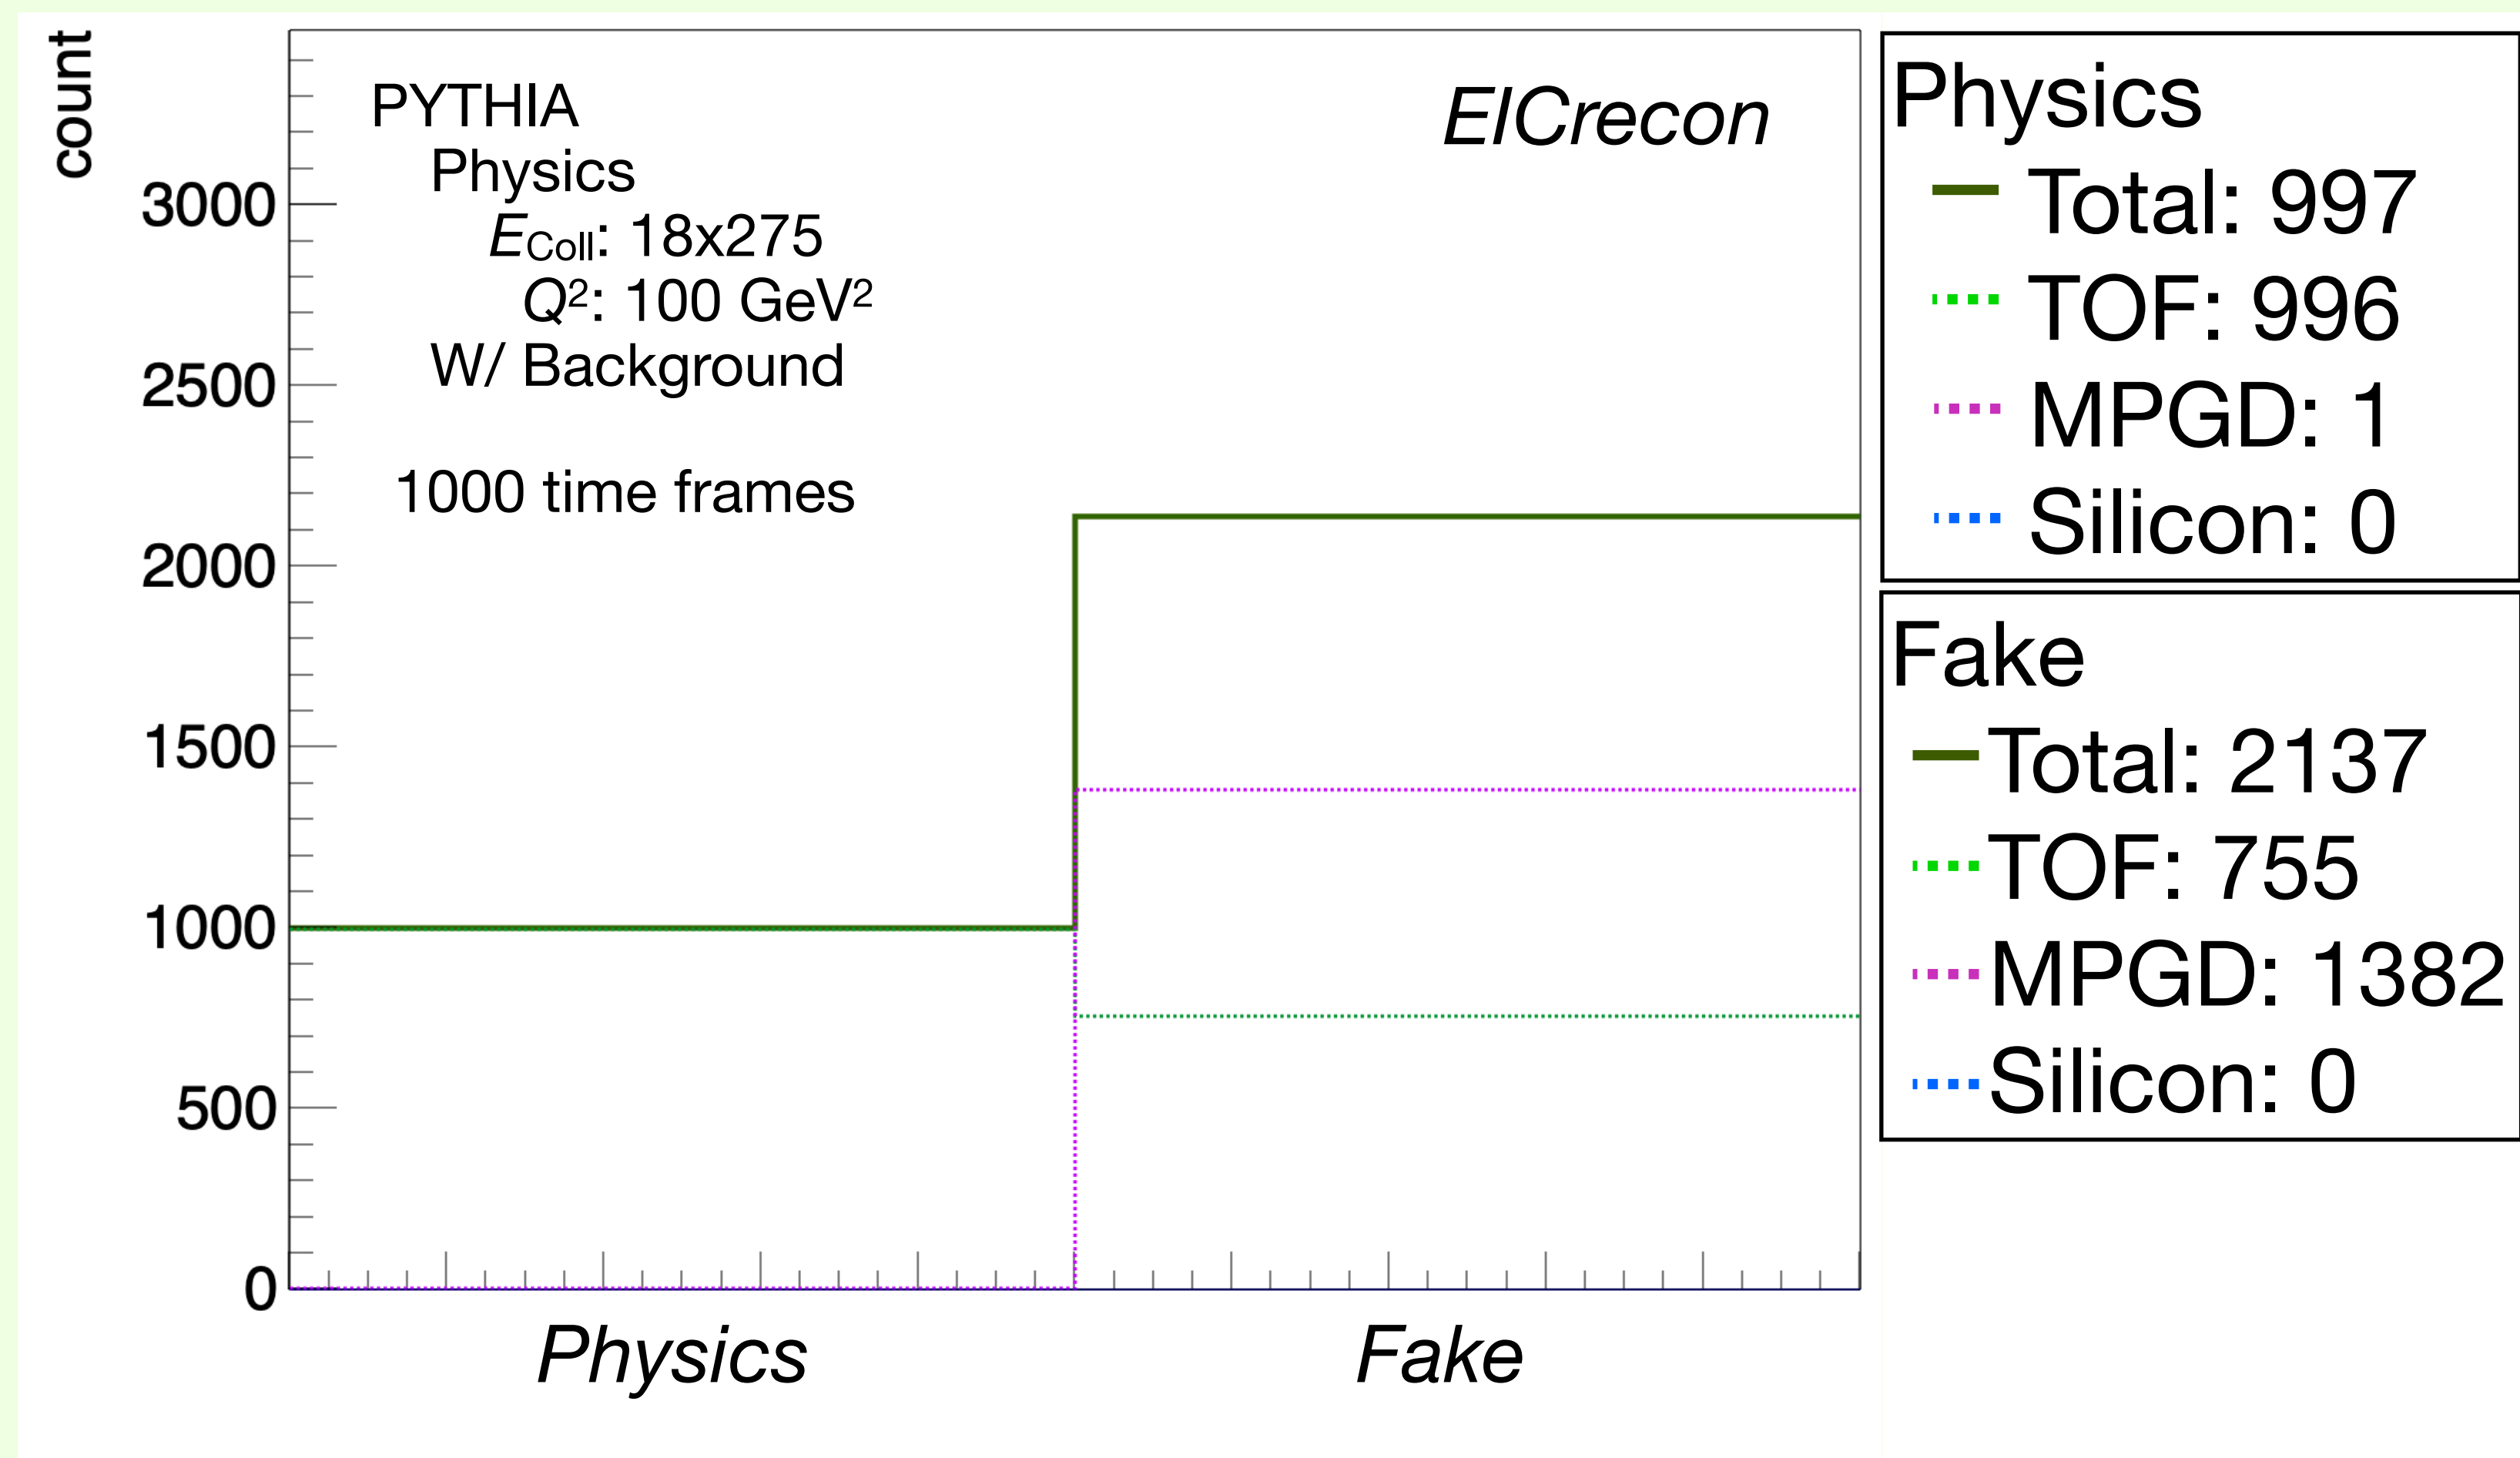 count
PYTHIA
Physics
EColl: 18x275
Q²: 100 GeV²
W/ Background
1000 time frames
EICrecon
3000
2500
2000
1500
1000
500
0
Physics
Fake
Physics
Total: 997
TOF: 996
MPGD: 1
Silicon: 0
Fake
Total: 2137
TOF: 755
MPGD: 1382
Silicon: 0